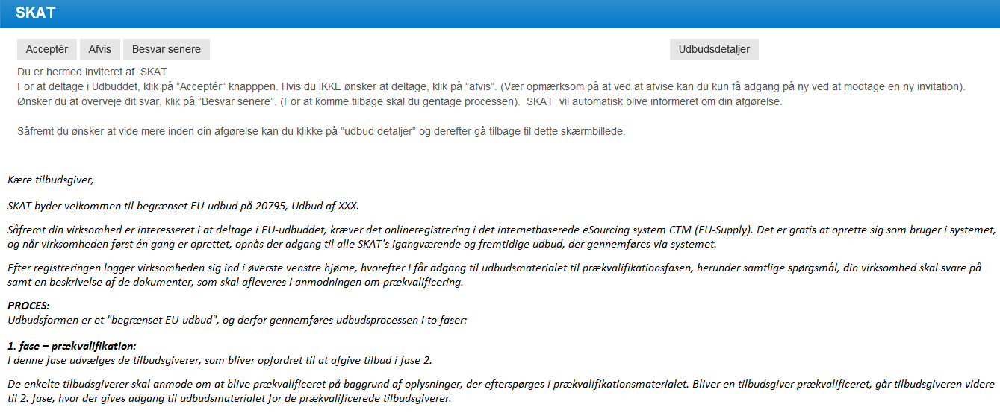 SKAT
Acceptér Afvis Besvar senere Udbudsdetaljer
Du er hermed inviteret af SKAT
For at deltage i Udbuddet, klik på ”Acceptér” knapppen. Hvis du IKKE ønsker at deltage, klik på ”afvis”. (Vær opmærksom på at ved at afvise kan du kun få adgang på ny ved at modtage en ny invitation).
Ønsker du at overveje dit svar, klik på ”Besvar senere”. (For at komme tilbage skal du gentage processen). SKAT vil automatisk blive informeret om din afgørelse.
Såfremt du ønsker at vide mere inden din afgørelse kan du klikke på ”udbud detaljer” og derefter gå tilbage til dette skærmbillede.
Kære tilbudsgiver,
SKAT byder velkommen til begrænset EU-udbud på 20795, Udbud af XXX.
Såfremt din virksomhed er interesseret i at deltage i EU-udbuddet, kræver det onlineregistrering i det internetbaserede eSourcing system CTM (EU-Supply). Det er gratis at oprette sig som bruger i systemet,
og når virksomheden først én gang er oprettet, opnås der adgang til alle SKAT's igangværende og fremtidige udbud, der gennemføres via systemet.
Efter registreringen logger virksomheden sig ind i øverste venstre hjørne, hvorefter I får adgang til udbudsmaterialet til prækvalifikationsfasen, herunder samtlige spørgsmål, din virksomhed skal svare på
samt en beskrivelse af de dokumenter, som skal afleveres i anmodningen om prækvalificering.
PROCES:
Udbudsformen er et "begrænset EU-udbud", og derfor gennemføres udbudsprocessen i to faser:
1. fase – prækvalifikation:
I denne fase udvælges de tilbudsgiverer, som bliver opfordret til at afgive tilbud i fase 2.
De enkelte tilbudsgiverer skal anmode om at blive prækvalificeret på baggrund af oplysninger, der efterspørges i prækvalifikationsmaterialet. Bliver en tilbudsgiver prækvalificeret, går tilbudsgiveren videre
til 2. fase, hvor der gives adgang til udbudsmaterialet for de prækvalificerede tilbudsgiverer.